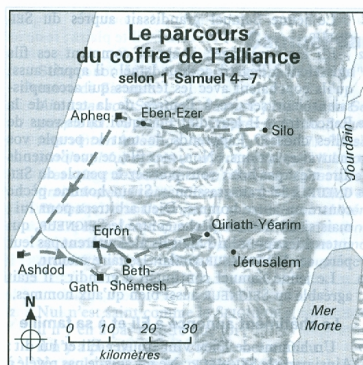 Le parcours
du coffre de l'alliance
selon 1 Samuel 4-7
Apheq
Eben-Ezer
Silo
Jourdain
Eqrôn
Qiriath-Yéarim
Ashdod
Gath
Beth-
Shémesh
Jérusalem
N
0 10 20 30
kilomètres
Mer
Morte